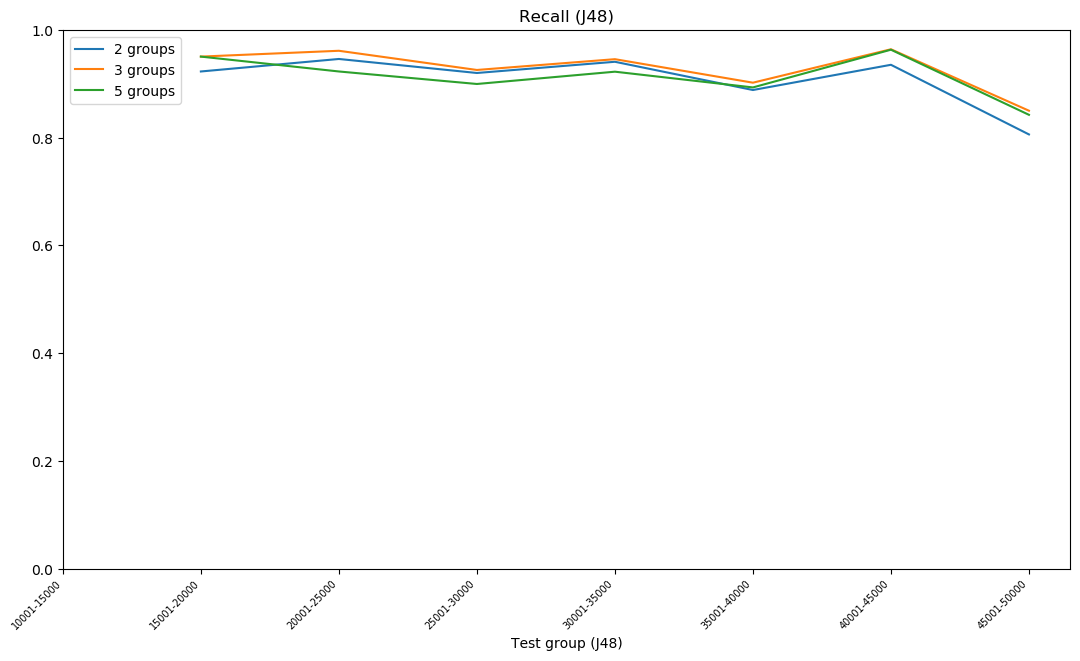 Recall (J48)
2 groups
3 groups
5 groups
1.0
0.8
0.6
0.4
0.2
0.0
10001-15000
15001-20000
20001-25000
25001-30000
30001-35000
35001-40000
40001-45000
45001-50000
Test group (J48)